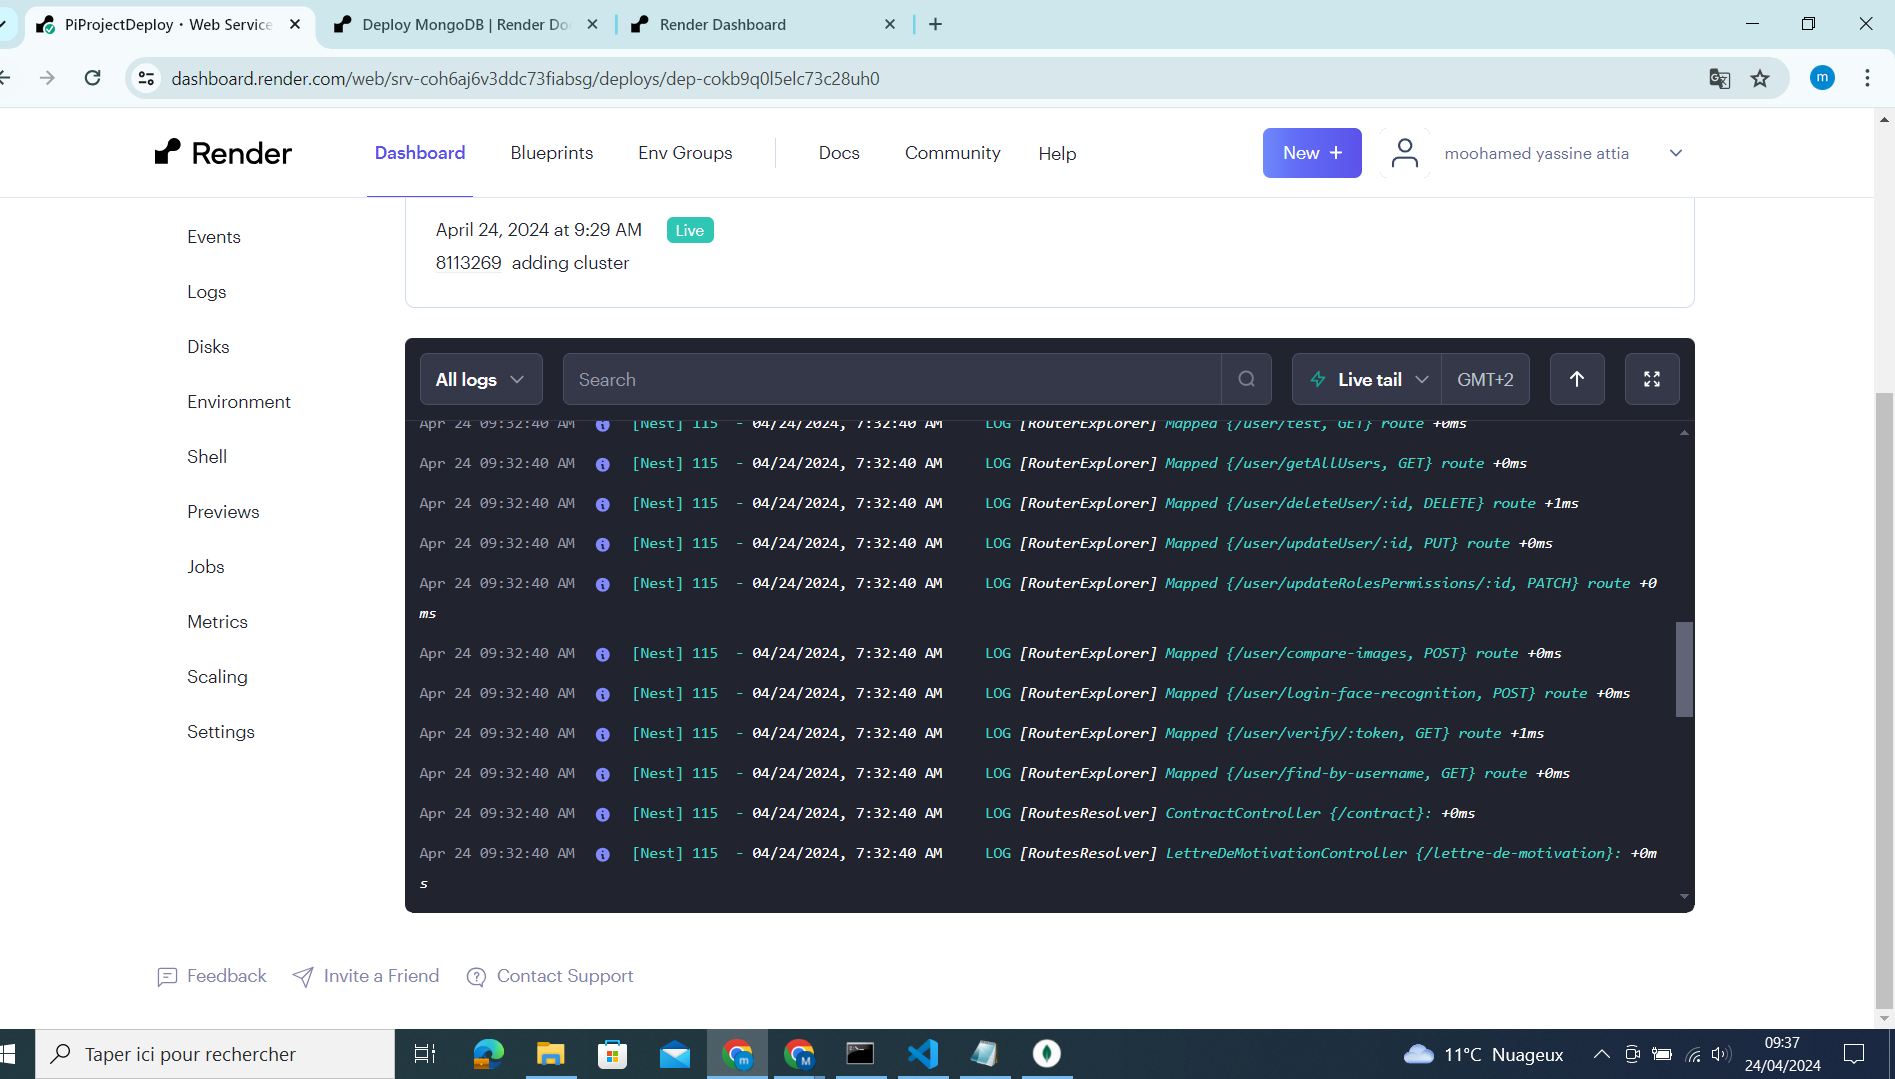 PiProjectDeploy · Web Service
Deploy MongoDB | Render Do
Render Dashboard
dashboard.render.com/web/srv-coh6aj6v3ddc73fiabsg/deploys/dep-cokb9q0l5elc73c28uh0
m
Render
Dashboard
Blueprints
Env Groups
Docs
Community
Help
New +
moohamed yassine attia
Events
Logs
Disks
Environment
Shell
Previews
Jobs
Metrics
Scaling
Settings
April 24, 2024 at 9:29 AM Live
8113269 adding cluster
All logs
Search
Live tail
GMT+2
Apr 24 09:32:40 AM [Nest] 115 - 04/24/2024, 7:32:40 AM LOG [RouterExplorer] Mapped {/user/test, GET} route +0ms
Apr 24 09:32:40 AM [Nest] 115 - 04/24/2024, 7:32:40 AM LOG [RouterExplorer] Mapped {/user/getAllUsers, GET} route +0ms
Apr 24 09:32:40 AM [Nest] 115 - 04/24/2024, 7:32:40 AM LOG [RouterExplorer] Mapped {/user/deleteUser/:id, DELETE} route +1ms
Apr 24 09:32:40 AM [Nest] 115 - 04/24/2024, 7:32:40 AM LOG [RouterExplorer] Mapped {/user/updateUser/:id, PUT} route +0ms
Apr 24 09:32:40 AM [Nest] 115 - 04/24/2024, 7:32:40 AM LOG [RouterExplorer] Mapped {/user/updateRolesPermissions/:id, PATCH} route +0
ms
Apr 24 09:32:40 AM [Nest] 115 - 04/24/2024, 7:32:40 AM LOG [RouterExplorer] Mapped {/user/compare-images, POST} route +0ms
Apr 24 09:32:40 AM [Nest] 115 - 04/24/2024, 7:32:40 AM LOG [RouterExplorer] Mapped {/user/login-face-recognition, POST} route +0ms
Apr 24 09:32:40 AM [Nest] 115 - 04/24/2024, 7:32:40 AM LOG [RouterExplorer] Mapped {/user/verify/:token, GET} route +1ms
Apr 24 09:32:40 AM [Nest] 115 - 04/24/2024, 7:32:40 AM LOG [RouterExplorer] Mapped {/user/find-by-username, GET} route +0ms
Apr 24 09:32:40 AM [Nest] 115 - 04/24/2024, 7:32:40 AM LOG [RoutesResolver] ContractController {/contract}: +0ms
Apr 24 09:32:40 AM [Nest] 115 - 04/24/2024, 7:32:40 AM LOG [RoutesResolver] LettreDeMotivationController {/lettre-de-motivation}: +0m
s
Feedback
Invite a Friend
Contact Support
Taper ici pour rechercher
11°C Nuageux
09:37
24/04/2024